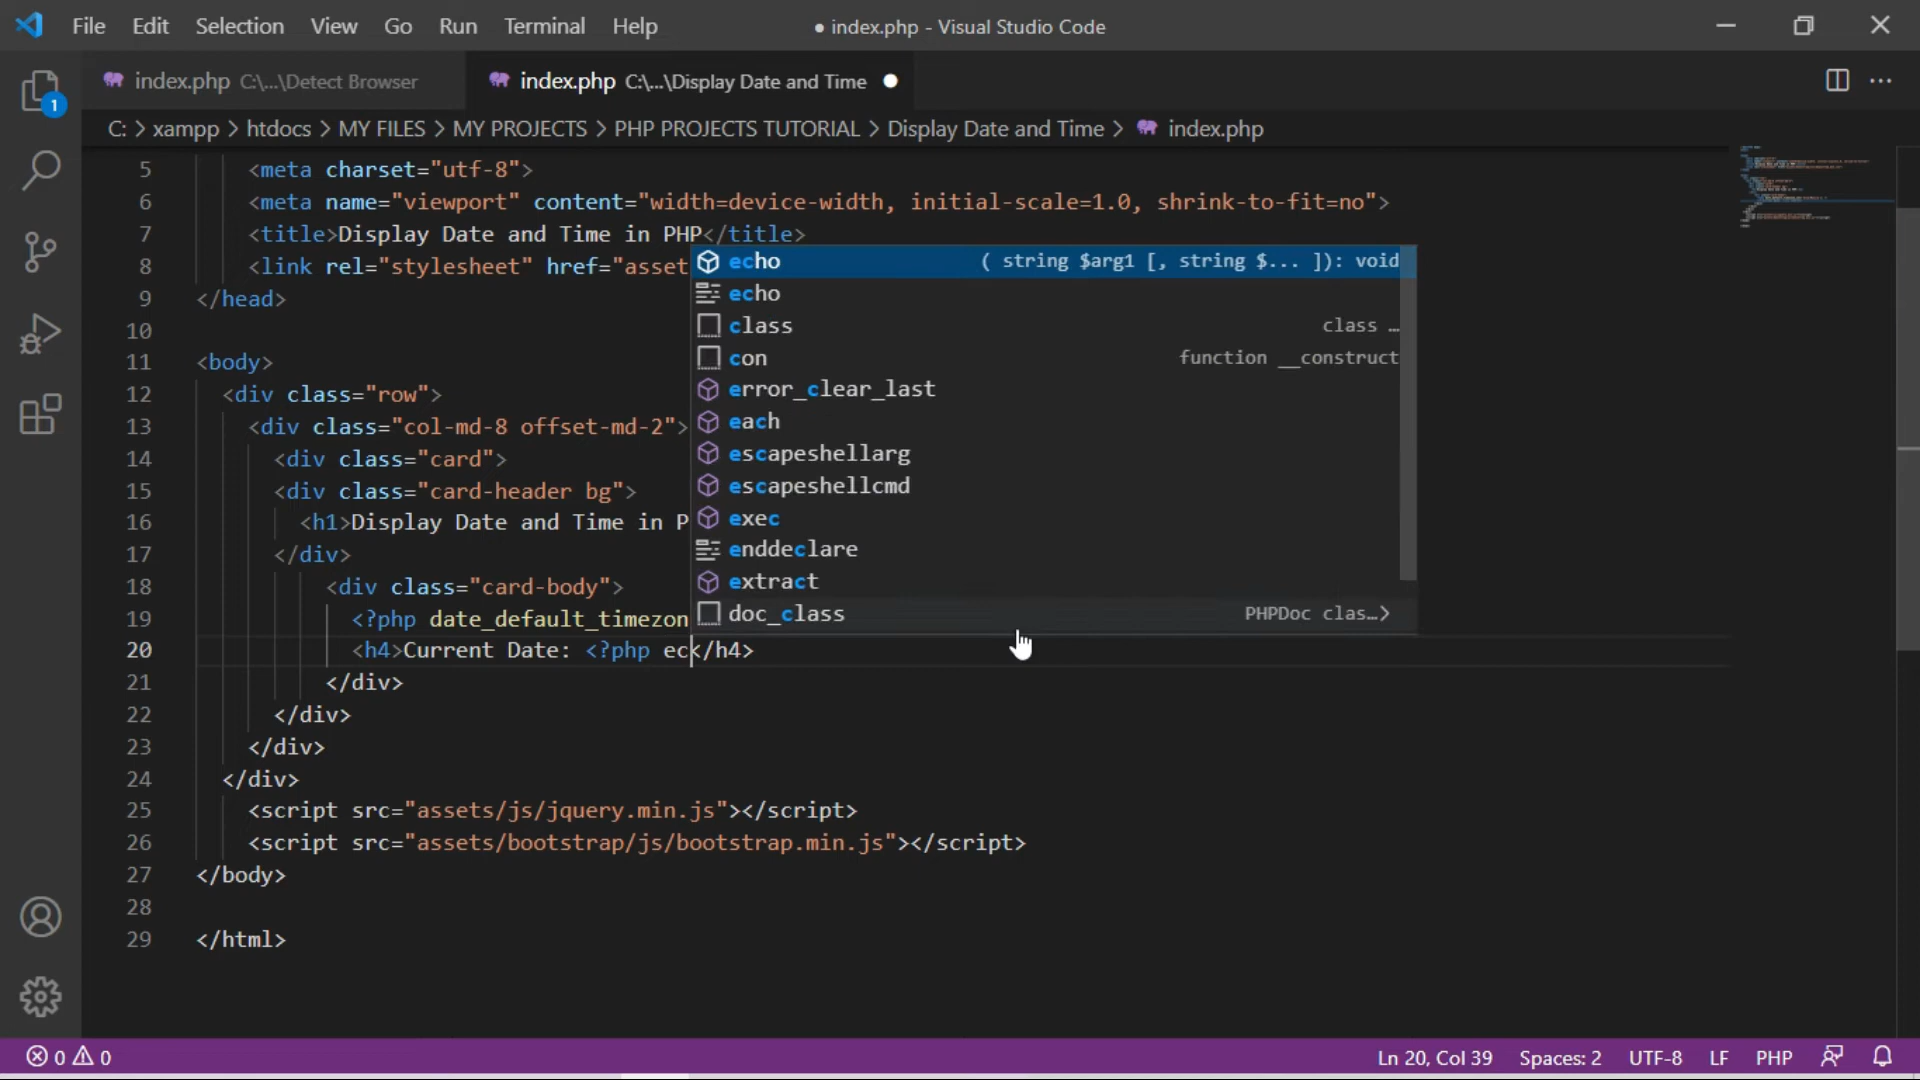 File Edit Selection View Go Run Terminal Help ● index.php - Visual Studio Code
index.php C:\...\Detect Browser index.php C:\...\Display Date and Time ●
C: > xampp > htdocs > MY FILES > MY PROJECTS > PHP PROJECTS TUTORIAL > Display Date and Time > index.php
1
5 <meta charset="utf-8">
6 <meta name="viewport" content="width=device-width, initial-scale=1.0, shrink-to-fit=no">
7 <title>Display Date and Time in PHP</title>
8 <link rel="stylesheet" href="asset
9 </head>
10
11 <body>
12 <div class="row">
13 <div class="col-md-8 offset-md-2">
14 <div class="card">
15 <div class="card-header bg">
16 <h1>Display Date and Time in P
17 </div>
18 <div class="card-body">
19 <?php date_default_timezon
20 <h4>Current Date: <?php ec</h4>
21 </div>
22 </div>
23 </div>
24 </div>
25 <script src="assets/js/jquery.min.js"></script>
26 <script src="assets/bootstrap/js/bootstrap.min.js"></script>
27 </body>
28
29 </html>
echo ( string $arg1 [, string $... ]): void
echo
class class …
con function __construct
error_clear_last
each
escapeshellarg
escapeshellcmd
exec
enddeclare
extract
doc_class PHPDoc clas…>
0 0 Ln 20, Col 39 Spaces: 2 UTF-8 LF PHP